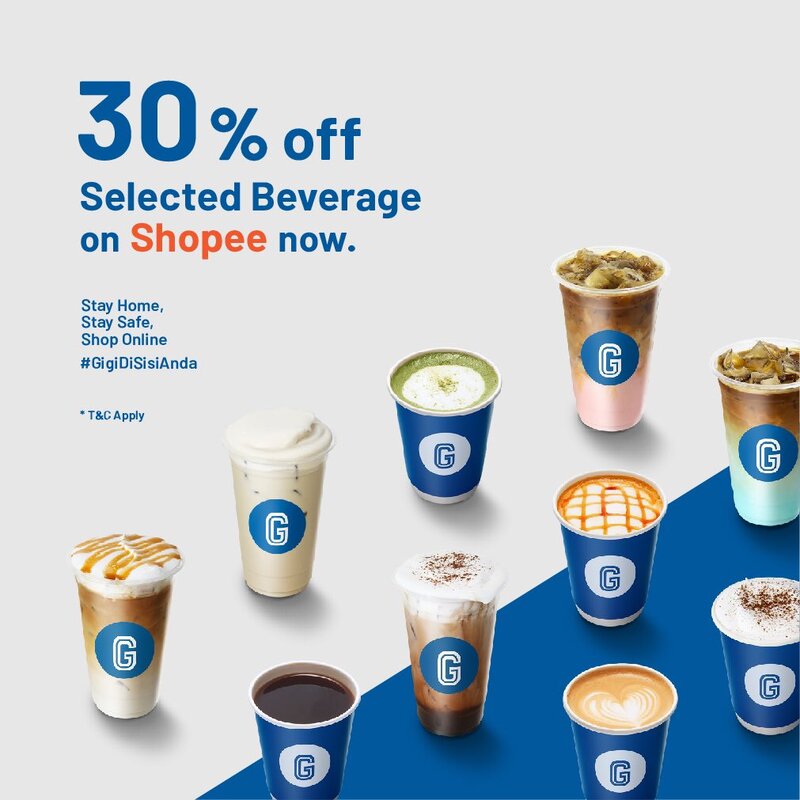 30% off
Selected Beverage
on Shopee now.
Stay Home,
Stay Safe,
Shop Online
#GigiDiSisiAnda
* T&C Apply
G
G
G
G
G
G
G
G
G
G